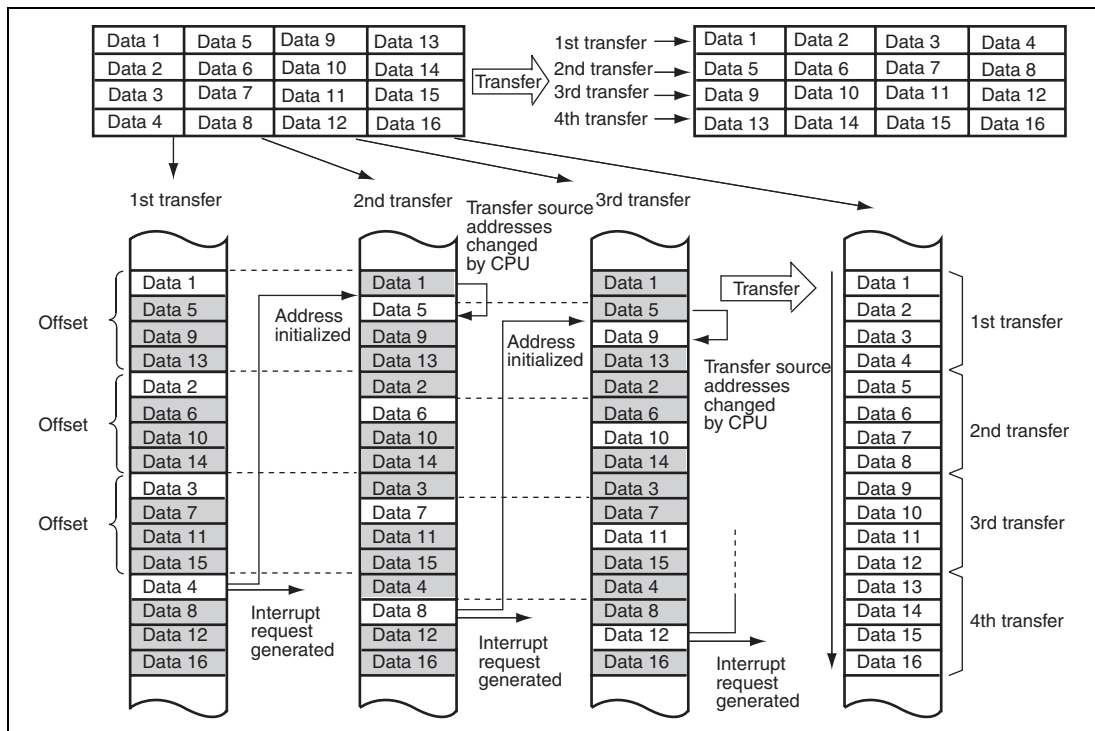 Data 1 Data 5 Data 9 Data 13
Data 2 Data 6 Data 10 Data 14
Data 3 Data 7 Data 11 Data 15
Data 4 Data 8 Data 12 Data 16
Transfer
1st transfer
2nd transfer
3rd transfer
4th transfer
Data 1 Data 2 Data 3 Data 4
Data 5 Data 6 Data 7 Data 8
Data 9 Data 10 Data 11 Data 12
Data 13 Data 14 Data 15 Data 16
1st transfer
Offset
Offset
Offset
Data 1
Data 5
Data 9
Data 13
Data 2
Data 6
Data 10
Data 14
Data 3
Data 7
Data 11
Data 15
Data 4
Data 8
Data 12
Data 16
Address
initialized
Interrupt
request
generated
2nd transfer
Data 1
Data 5
Data 9
Data 13
Data 2
Data 6
Data 10
Data 14
Data 3
Data 7
Data 11
Data 15
Data 4
Data 8
Data 12
Data 16
Transfer source
addresses
changed
by CPU
Address
initialized
Interrupt
request
generated
3rd transfer
Data 1
Data 5
Data 9
Data 13
Data 2
Data 6
Data 10
Data 14
Data 3
Data 7
Data 11
Data 15
Data 4
Data 8
Data 12
Data 16
Transfer
Transfer source
addresses
changed
by CPU
Interrupt
request
generated
Data 1
Data 2
Data 3
Data 4
Data 5
Data 6
Data 7
Data 8
Data 9
Data 10
Data 11
Data 12
Data 13
Data 14
Data 15
Data 16
1st transfer
2nd transfer
3rd transfer
4th transfer